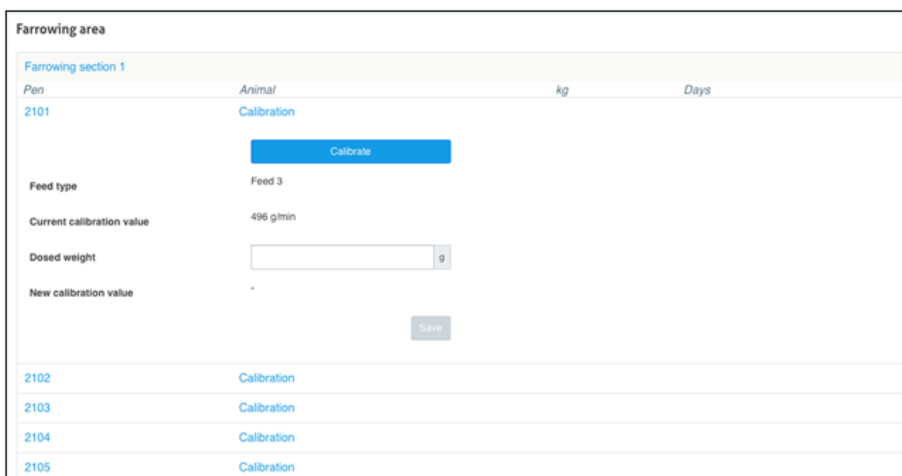 Farrowing area
Farrowing section 1
Pen Animal kg Days
2101 Calibration
Calibrate
Feed type Feed 3
Current calibration value 496 g/min
Dosed weight g
New calibration value -
Save
2102 Calibration
2103 Calibration
2104 Calibration
2105 Calibration